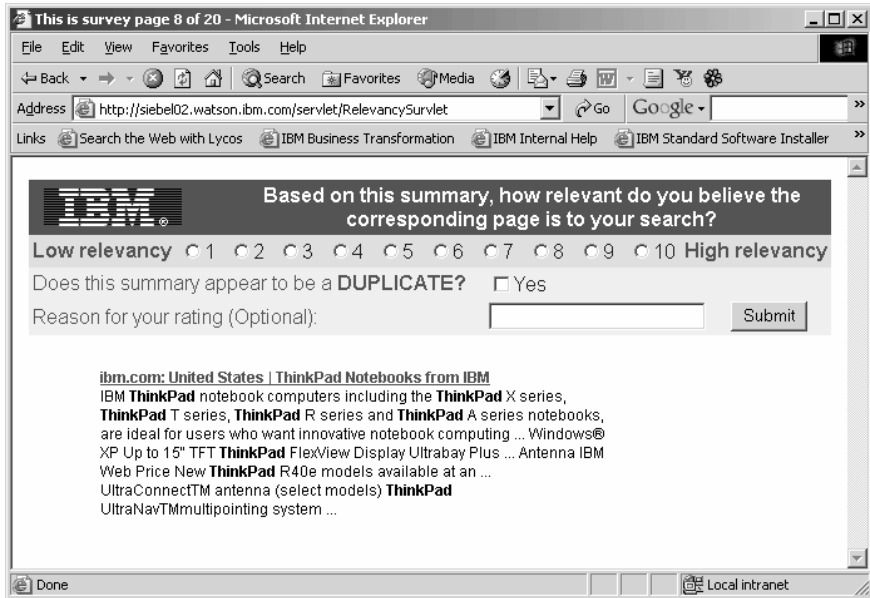 This is survey page 8 of 20 - Microsoft Internet Explorer
File Edit View Favorites Tools Help
Back Search Favorites Media
Address http://siebel02.watson.ibm.com/servlet/RelevancySurvlet Go Google »
Links Search the Web with Lycos IBM Business Transformation IBM Internal Help IBM Standard Software Installer »
IBM® Based on this summary, how relevant do you believe the
corresponding page is to your search?
Low relevancy 1 2 3 4 5 6 7 8 9 10 High relevancy
Does this summary appear to be a DUPLICATE? Yes
Reason for your rating (Optional): Submit
ibm.com: United States | ThinkPad Notebooks from IBM
IBM ThinkPad notebook computers including the ThinkPad X series,
ThinkPad T series, ThinkPad R series and ThinkPad A series notebooks,
are ideal for users who want innovative notebook computing ... Windows®
XP Up to 15" TFT ThinkPad FlexView Display Ultrabay Plus ... Antenna IBM
Web Price New ThinkPad R40e models available at an ...
UltraConnectTM antenna (select models) ThinkPad
UltraNavTMmultipointing system ...
Done Local intranet